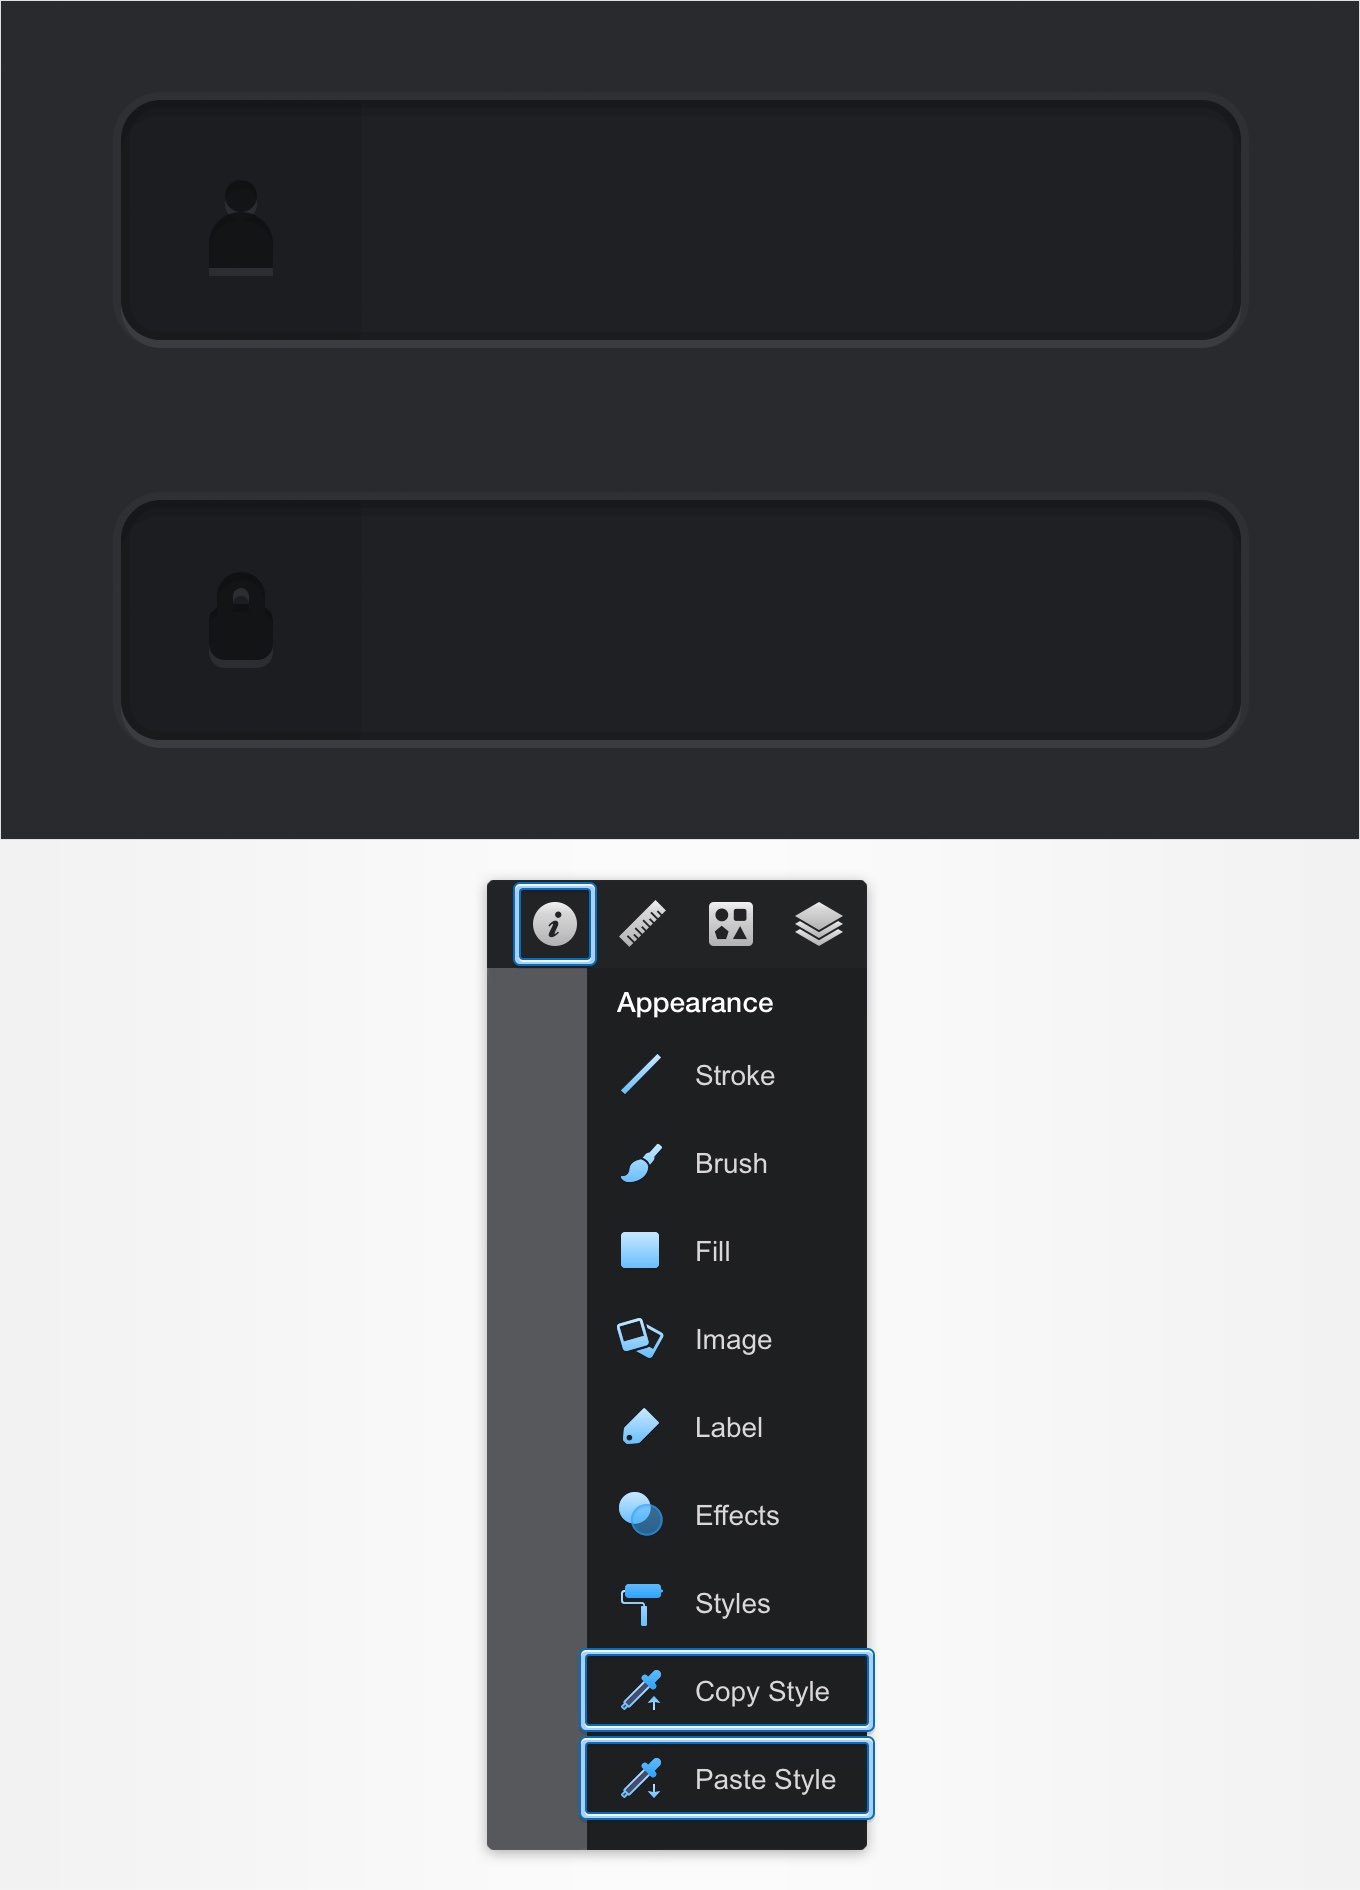 Appearance
Stroke
Brush
Fill
Image
Label
Effects
Styles
Copy Style
Paste Style